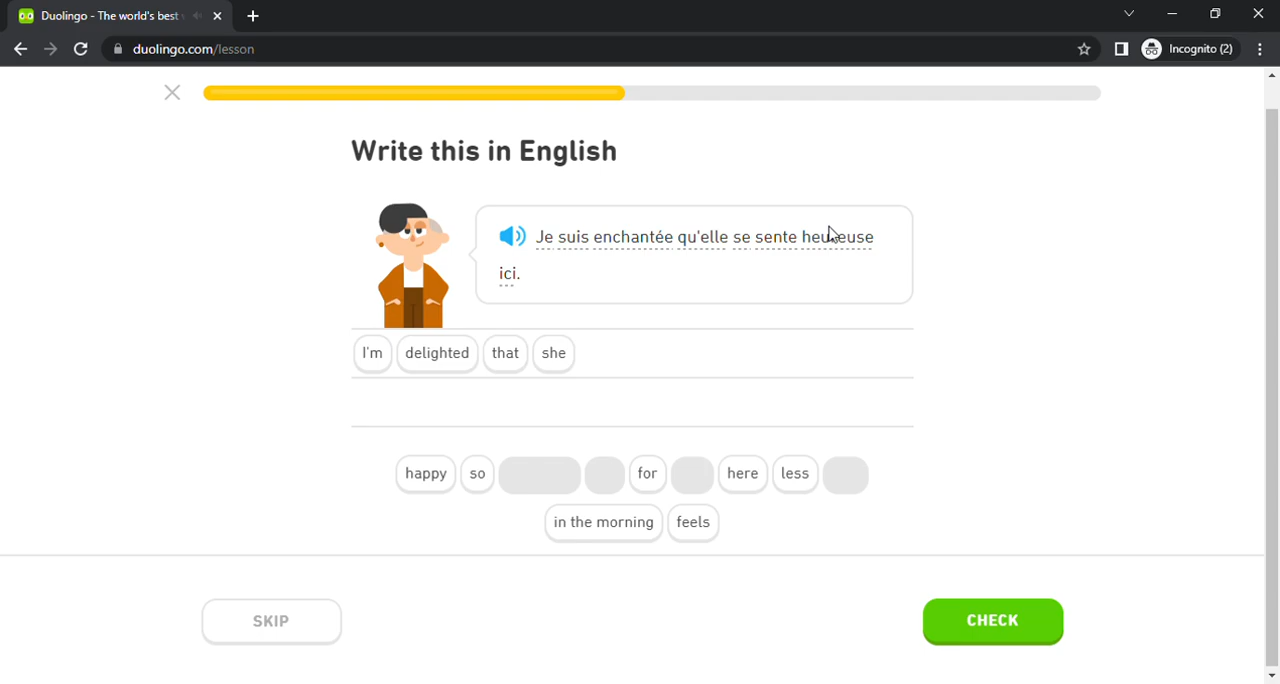 Duolingo - The world's best
duolingo.com/lesson
Incognito (2)
Write this in English
Je suis enchantée qu'elle se sente heureuse
ici.
I'm delighted that she
happy so for here less
in the morning feels
SKIP
CHECK